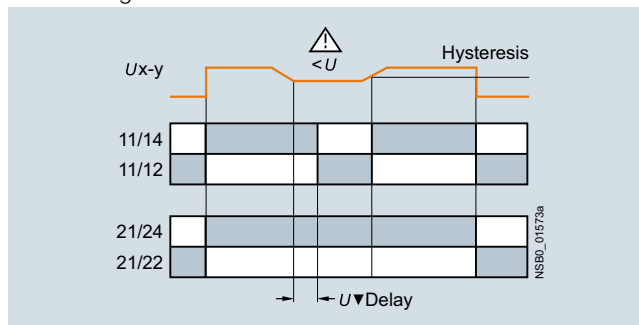 Hysteresis
<U
Ux-y
11/14
11/12
21/24
21/22
U▼Delay
NSB0_01573a